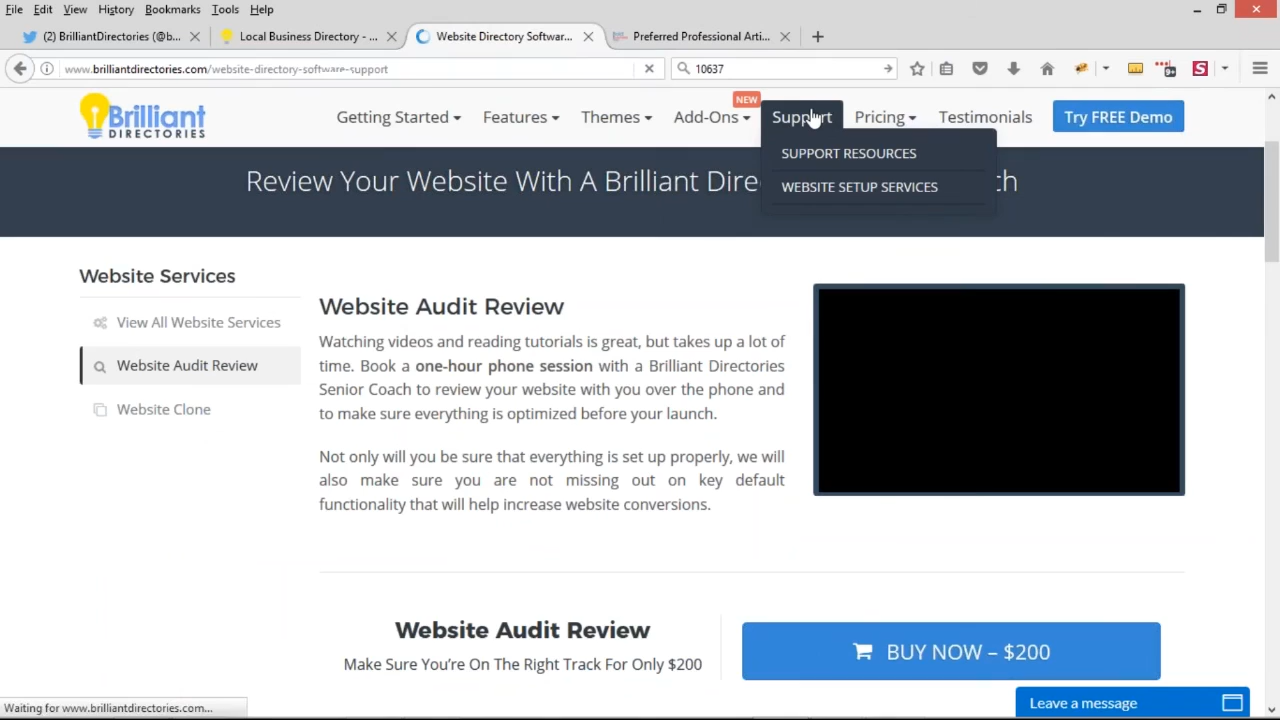 File Edit View History Bookmarks Tools Help
BrilliantDirectories (@b...
Local Business Directory - ...
Website Directory Softwar...
Preferred Professional Arti...
www.brilliantdirectories.com/website-directory-software-support
10637
Brilliant
DIRECTORIES
Getting Started
Features
Themes
Add-Ons
NEW
Support
Pricing
Testimonials
Try FREE Demo
SUPPORT RESOURCES
WEBSITE SETUP SERVICES
Review Your Website With A Brilliant Dire
ch
Website Services
View All Website Services
Website Audit Review
Website Clone
Website Audit Review
Watching videos and reading tutorials is great, but takes up a lot of
time. Book a one-hour phone session with a Brilliant Directories
Senior Coach to review your website with you over the phone and
to make sure everything is optimized before your launch.
Not only will you be sure that everything is set up properly, we will
also make sure you are not missing out on key default
functionality that will help increase website conversions.
Website Audit Review
Make Sure You're On The Right Track For Only $200
BUY NOW – $200
Waiting for www.brilliantdirectories.com...
Leave a message